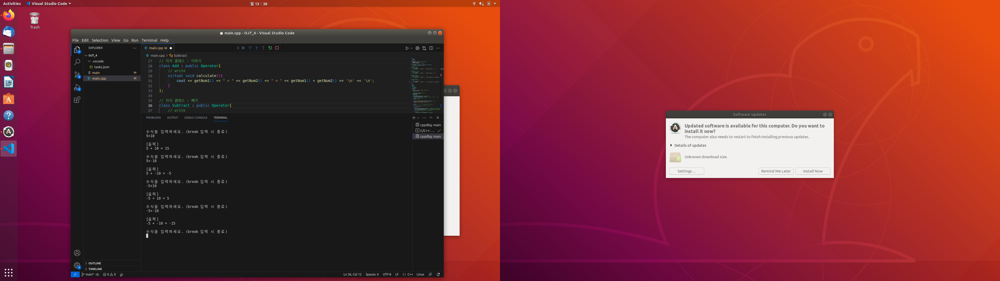 Activities
Visual Studio Code
월 13 : 38
Trash
main.cpp - OJT_4 - Visual Studio Code
File Edit Selection View Go Run Terminal Help
EXPLORER
OJT_4
.vscode
tasks.json
main M
main.cpp M
OUTLINE
TIMELINE
main.cpp M
main.cpp > Subtract
27 // 자식 클래스 : 더하기
28 class Add : public Operator{
29 // write
30 virtual void calculate(){
31 cout << getNum1() << " + " << getNum2() << " = " << getNum1() + getNum2() << '\n' << '\n';
32 }
33 };
34
35 // 자식 클래스 : 빼기
36 class Subtract : public Operator{
37 // write
PROBLEMS OUTPUT DEBUG CONSOLE TERMINAL
수식을 입력하세요. (break 입력 시 종료)
5+10
[출력]
5 + 10 = 15
수식을 입력하세요. (break 입력 시 종료)
5+-10
[출력]
5 + -10 = -5
수식을 입력하세요. (break 입력 시 종료)
-5+10
[출력]
-5 + 10 = 5
수식을 입력하세요. (break 입력 시 종료)
-5+-10
[출력]
-5 + -10 = -15
수식을 입력하세요. (break 입력 시 종료)
cppdbg: main
C/C++: ...
cppdbg: main
main* 0 0
Ln 36, Col 12 Spaces: 4 UTF-8 LF {} C++ Linux
Software Updater
Updated software is available for this computer. Do you want to
install it now?
The computer also needs to restart to finish installing previous updates.
Details of updates
Unknown download size.
Settings...
Remind Me Later
Install Now